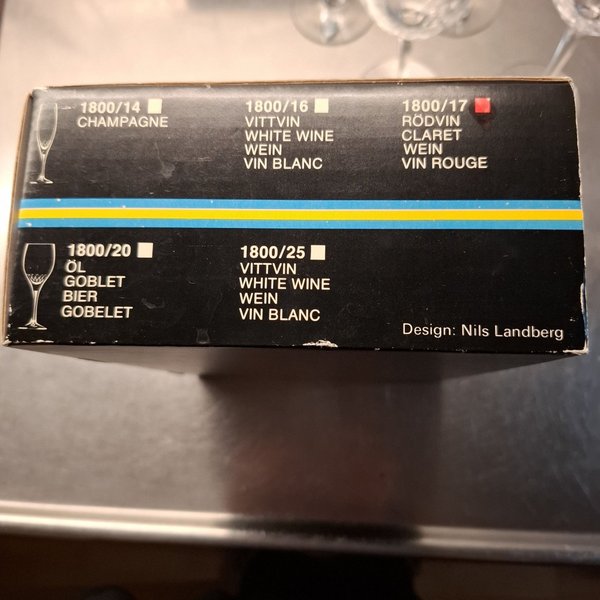 1800/14
CHAMPAGNE
1800/16
VITTVIN
WHITE WINE
WEIN
VIN BLANC
1800/17
RÖDVIN
CLARET
WEIN
VIN ROUGE
1800/20
ÖL
GOBLET
BIER
GOBELET
1800/25
VITTVIN
WHITE WINE
WEIN
VIN BLANC
Design: Nils Landberg